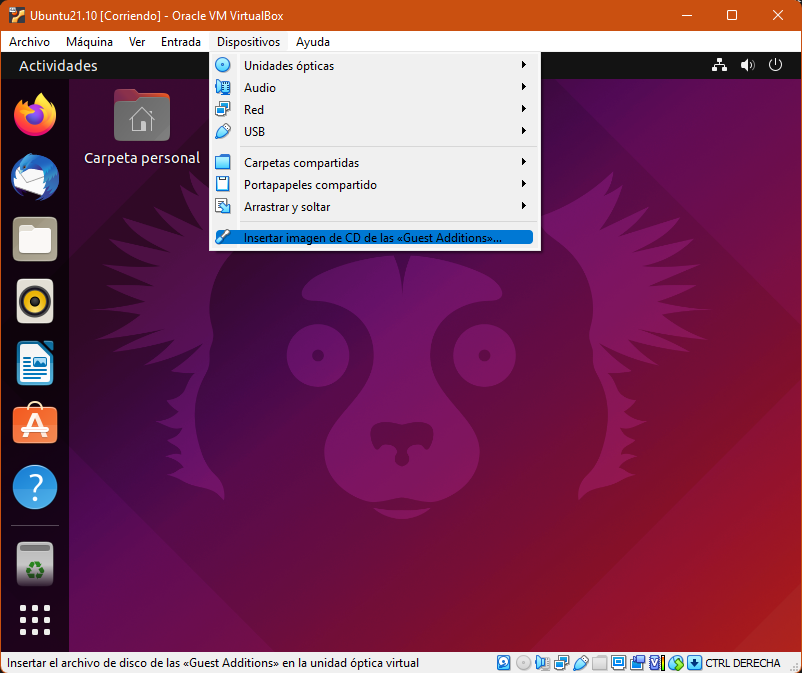 Ubuntu21.10 [Corriendo] - Oracle VM VirtualBox
Archivo Máquina Ver Entrada Dispositivos Ayuda
Actividades
Unidades ópticas
Audio
Red
USB
Carpetas compartidas
Portapapeles compartido
Arrastrar y soltar
Insertar imagen de CD de las «Guest Additions»...
Carpeta personal
Insertar el archivo de disco de las «Guest Additions» en la unidad óptica virtual
CTRL DERECHA